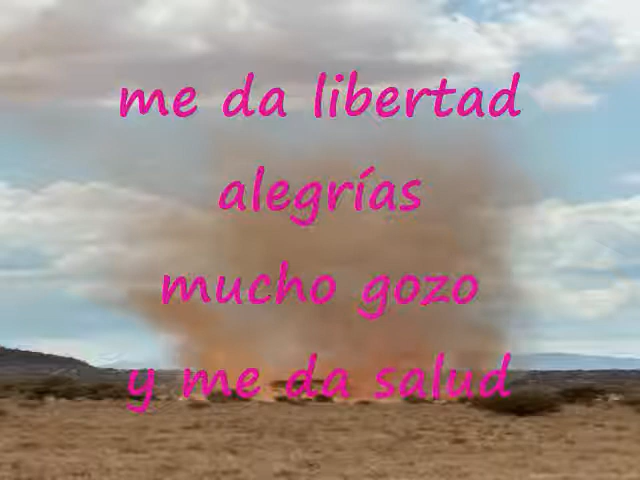 me da libertad
alegrías
mucho gozo
y me da salud